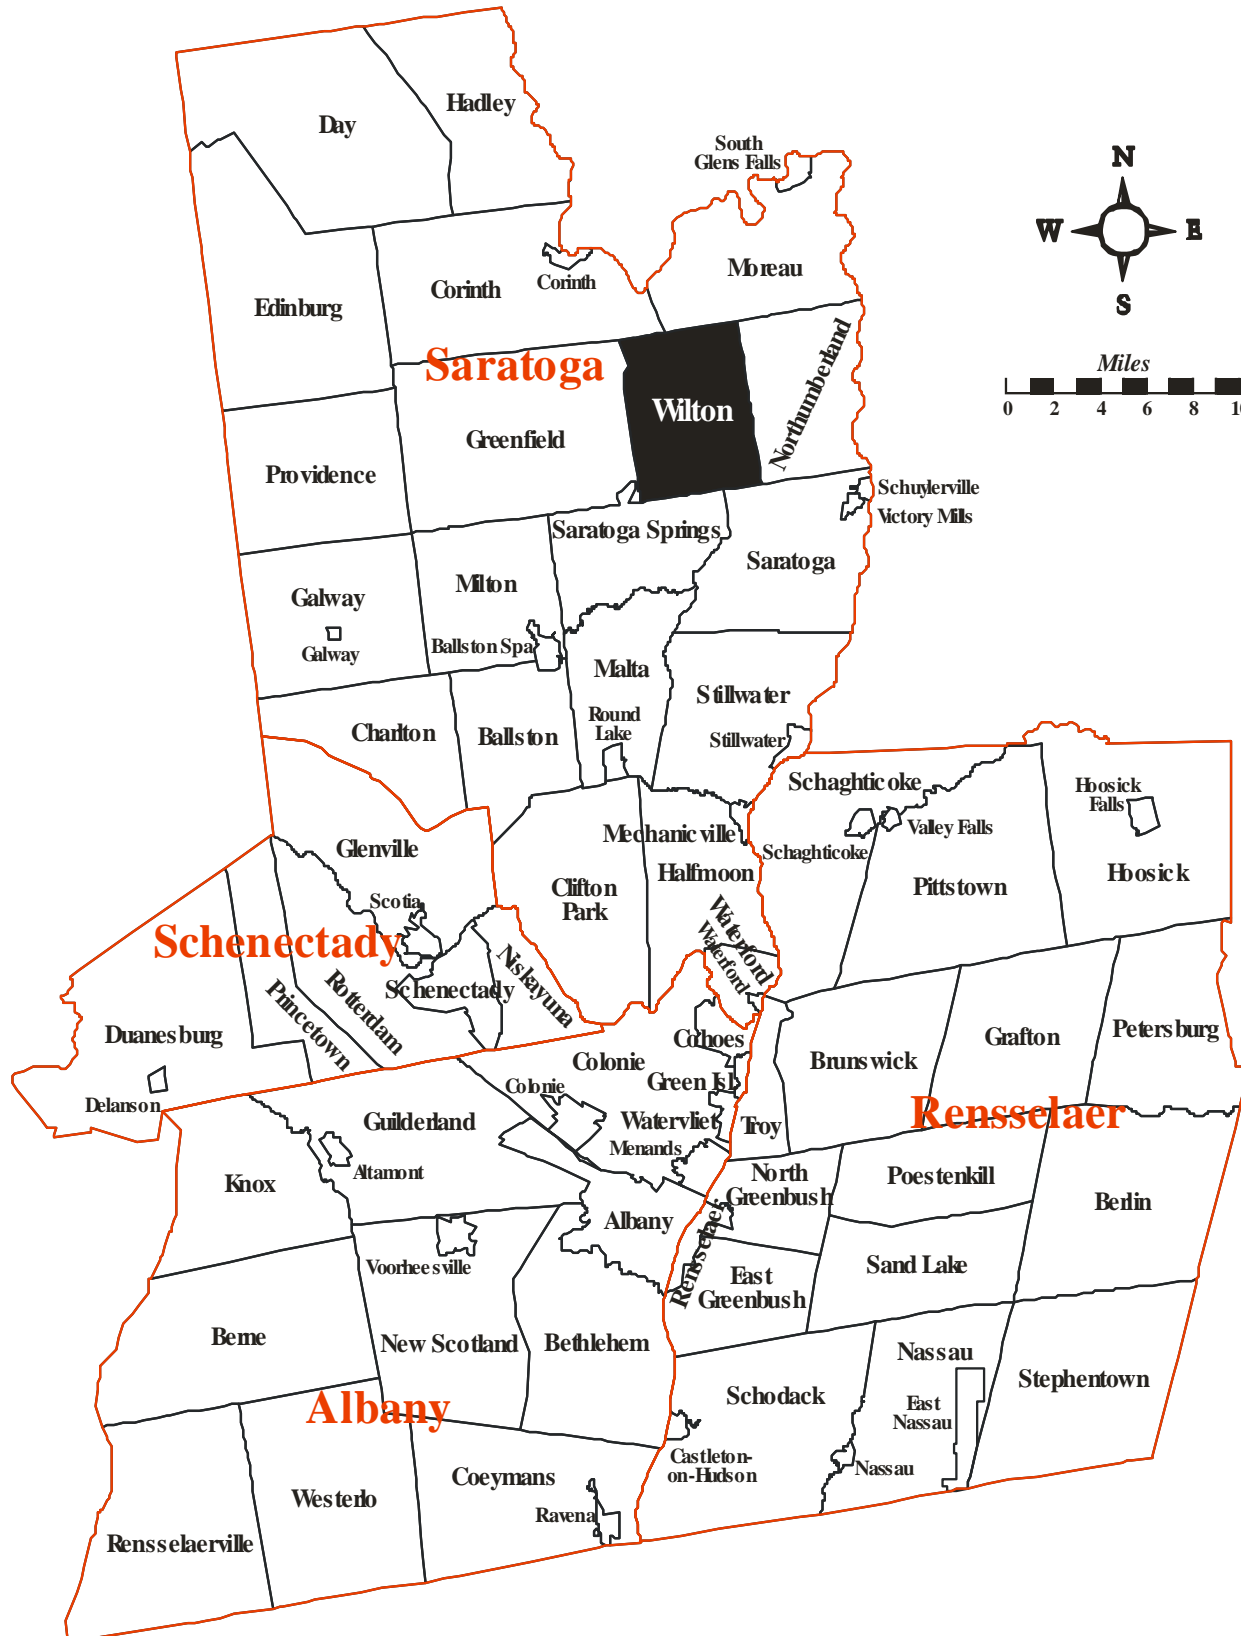 Hadley
Day
South
Glens Falls
N
W
E
S
Moreau
Corinth
Corinth
Edinburg
Miles
0 2 4 6 8 10
Saratoga
Wilton
Northumberland
Greenfield
Providence
Schuylerville
Victory Mills
Saratoga Springs
Saratoga
Milton
Galway
Galway
Ballston Spa
Malta
Stillwater
Round
Lake
Stillwater
Charlton
Ballston
Schaghticoke
Hoosick
Falls
Valley Falls
Schaghticoke
Mechanicville
Halfmoon
Glenville
Clifton
Park
Pittstown
Hoosick
Scotia
Waterford
Waterford
Schenectady
Niskayuna
Schenectady
Rotterdam
Princetown
Duanesburg
Delanson
Cohoes
Colonie
Green Isl.
Colonie
Watervliet
Menands
Troy
Brunswick
Grafton
Petersburg
Rensselaer
Guilderland
Altamont
Knox
North
Greenbush
Poestenkill
Berlin
Albany
Rensselaer
Voorheesville
Sand Lake
East
Greenbush
Berne
New Scotland
Bethlehem
Nassau
Stephentown
Schodack
East
Nassau
Albany
Castleton-
on-Hudson
Nassau
Coeymans
Westerlo
Ravena
Rensselaerville